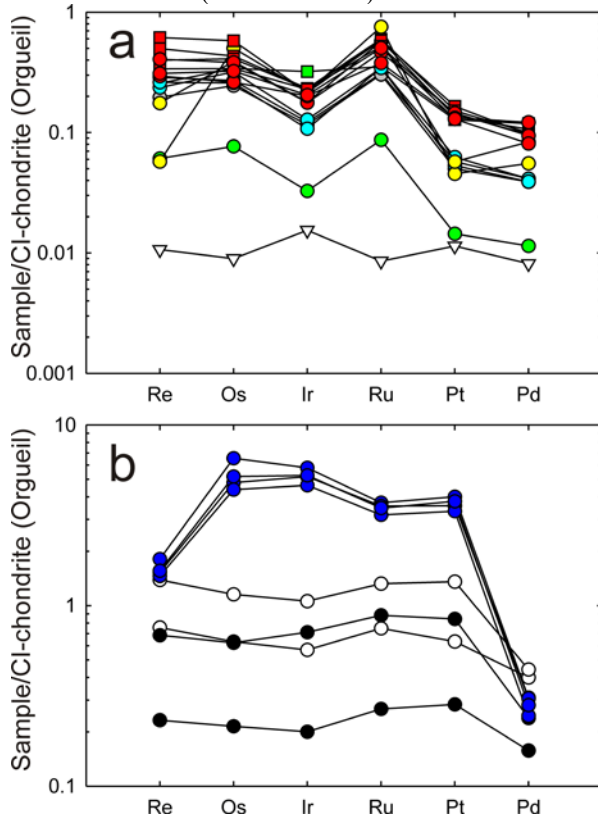 a
Sample/CI-chondrite (Orgueil)
1
0.1
0.01
0.001
Re Os Ir Ru Pt Pd
b
Sample/CI-chondrite (Orgueil)
10
1
0.1
Re Os Ir Ru Pt Pd